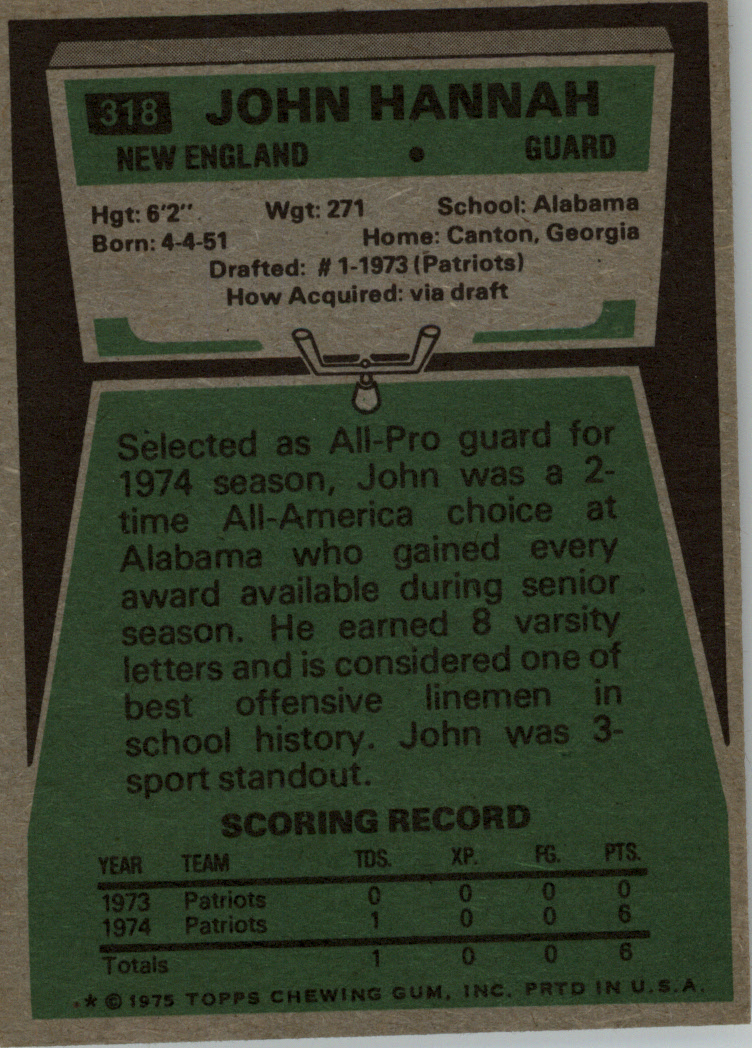 318 JOHN HANNAH
NEW ENGLAND • GUARD
Hgt: 6'2" Wgt: 271 School: Alabama
Born: 4-4-51 Home: Canton, Georgia
Drafted: #1-1973 (Patriots)
How Acquired: via draft
Selected as All-Pro guard for
1974 season, John was a 2-
time All-America choice at
Alabama who gained every
award available during senior
season. He earned 8 varsity
letters and is considered one of
best offensive linemen in
school history. John was 3-
sport standout.
SCORING RECORD
YEAR TEAM TDS. XP. FG. PTS.
1973 Patriots 0 0 0 0
1974 Patriots 1 0 0 6
Totals 1 0 0 6
* © 1975 TOPPS CHEWING GUM, INC. PRTD IN U.S.A.